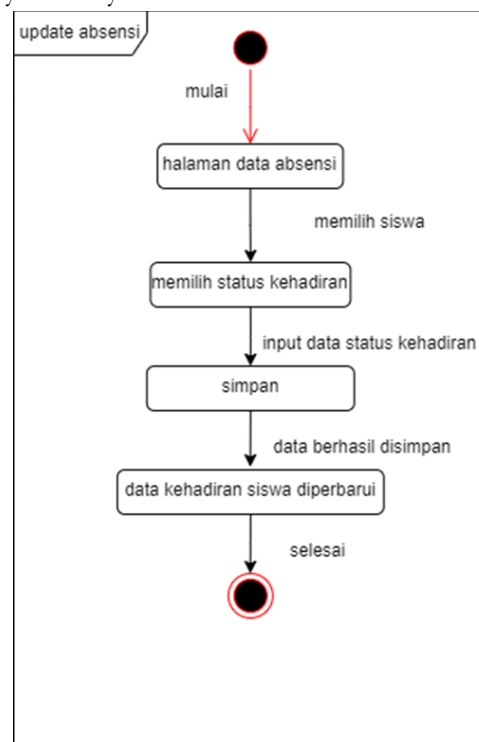 update absensi
mulai
halaman data absensi
memilih siswa
memilih status kehadiran
input data status kehadiran
simpan
data berhasil disimpan
data kehadiran siswa diperbarui
selesai